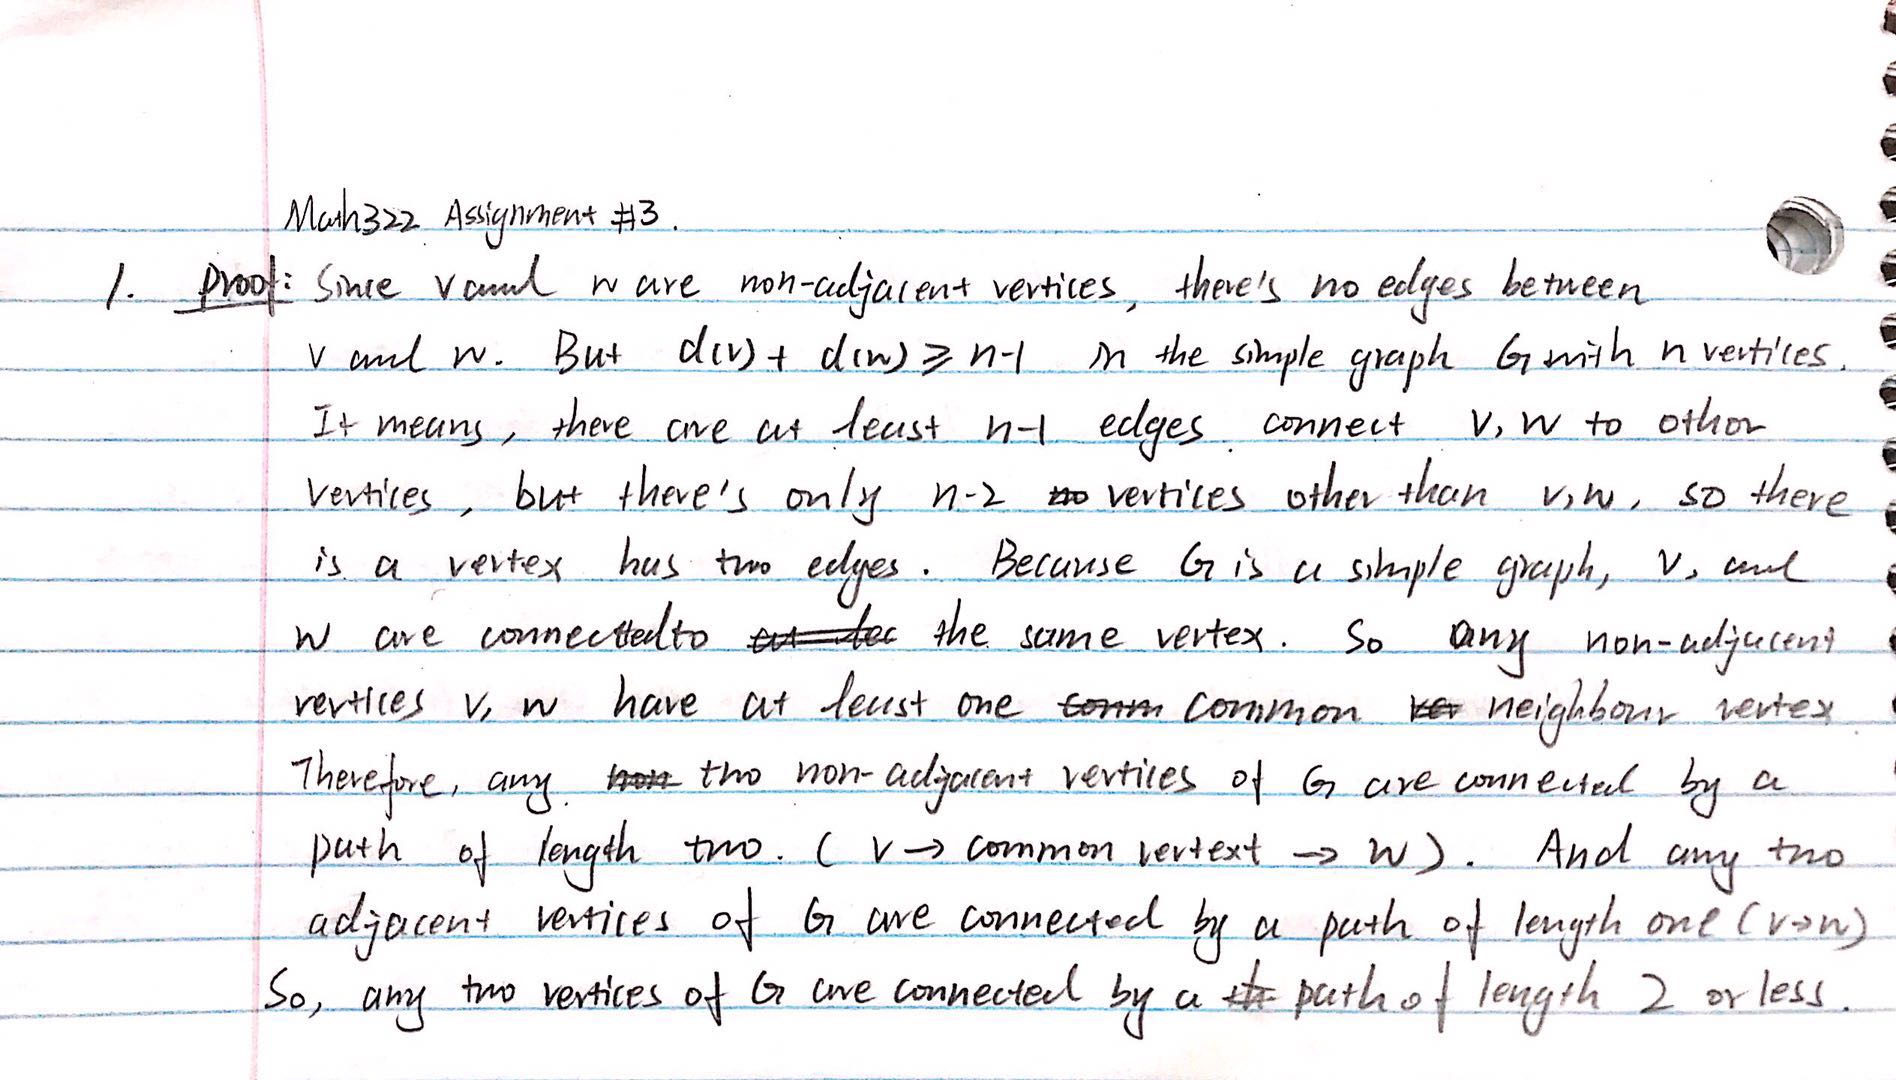 Math322 Assignment #3.
1. Proof: Since v and w are non-adjacent vertices, there's no edges between
v and w. But d(v) + d(w) ⩾ n-1 in the simple graph G with n vertices.
It means, there are at least n-1 edges connect v, w to other
vertices, but there's only n-2 vertices other than v, w, so there
is a vertex has two edges. Because G is a simple graph, v, and
w are connected to the same vertex. So any non-adjacent
vertices v, w have at least one common neighbour vertex
Therefore, any two non-adjacent vertices of G are connected by a
path of length two. ( v → common vertext → w ). And any two
adjacent vertices of G are connected by a path of length one (v→w)
So, any two vertices of G are connected by a path of length 2 or less.